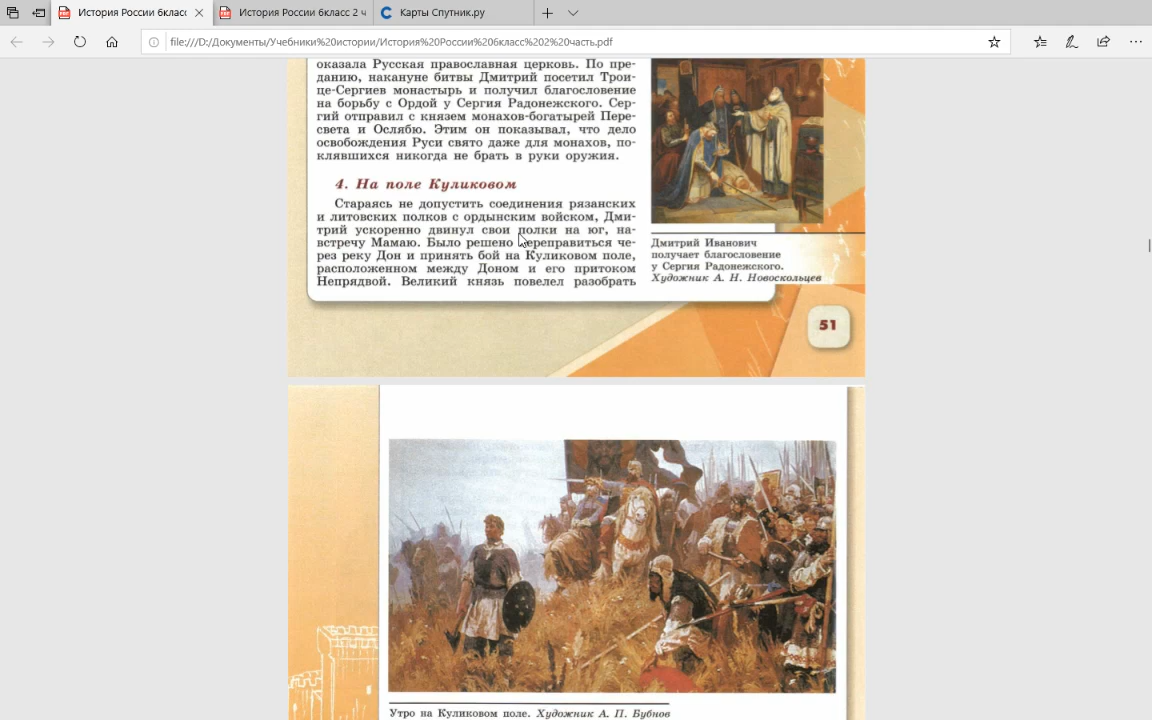 История России 6класс
История России 6класс 2 ч
Карты Спутник.ру
file:///D:/Документы/Учебники%20истории/История%20России%206класс%202%20часть.pdf
оказала Русская православная церковь. По пре-
данию, накануне битвы Дмитрий посетил Трои-
це-Сергиев монастырь и получил благословение
на борьбу с Ордой у Сергия Радонежского. Сер-
гий отправил с князем монахов-богатырей Пере-
света и Ослябю. Этим он показывал, что дело
освобождения Руси свято даже для монахов, по-
клявшихся никогда не брать в руки оружия.
4. На поле Куликовом
Стараясь не допустить соединения рязанских
и литовских полков с ордынским войском, Дми-
трий ускоренно двинул свои полки на юг, на-
встречу Мамаю. Было решено переправиться че-
рез реку Дон и принять бой на Куликовом поле,
расположенном между Доном и его притоком
Непрядвой. Великий князь повелел разобрать
Дмитрий Иванович
получает благословение
у Сергия Радонежского.
Художник А. Н. Новоскольцев
51
Утро на Куликовом поле. Художник А. П. Бубнов